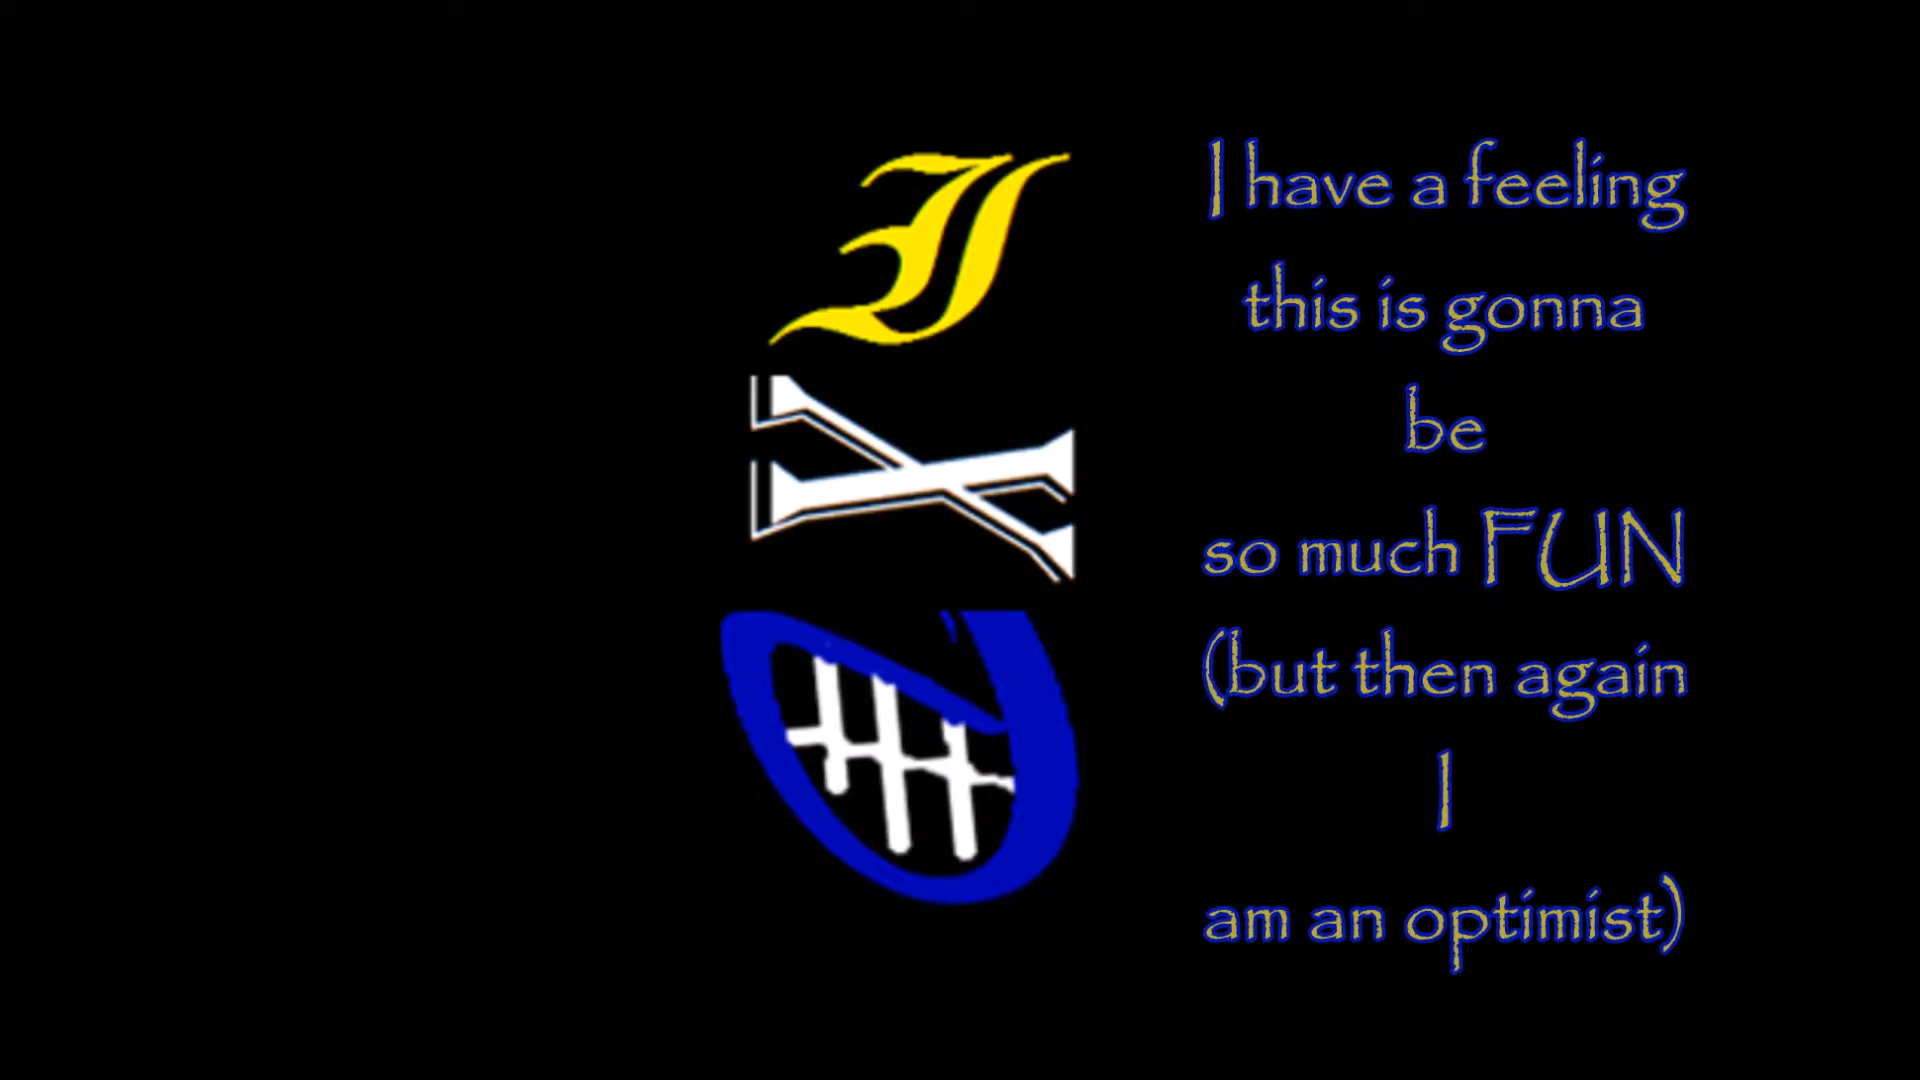 I have a feeling
this is gonna
be
so much FUN
(but then again
I
am an optimist)